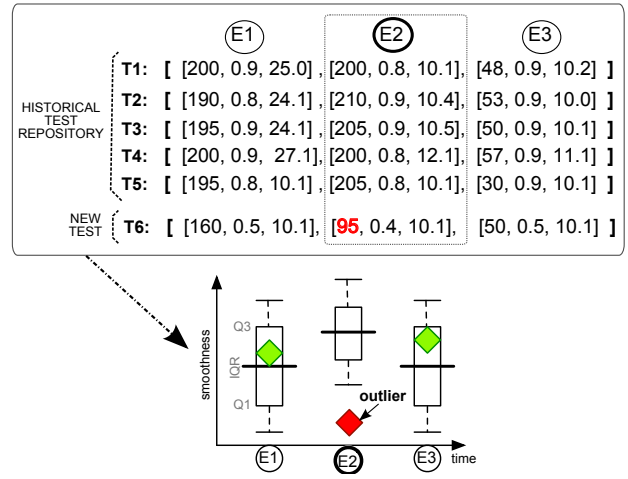 E1 E2 E3
HISTORICAL
TEST
REPOSITORY
T1: [ [200, 0.9, 25.0] , [200, 0.8, 10.1], [48, 0.9, 10.2] ]
T2: [ [190, 0.8, 24.1], [210, 0.9, 10.4], [53, 0.9, 10.0] ]
T3: [ [195, 0.9, 24.1], [205, 0.9, 10.5], [50, 0.9, 10.1] ]
T4: [ [200, 0.9, 27.1], [200, 0.8, 12.1], [57, 0.9, 11.1] ]
T5: [ [195, 0.8, 10.1] , [205, 0.8, 10.1], [30, 0.9, 10.1] ]
NEW
TEST
T6: [ [160, 0.5, 10.1], [95, 0.4, 10.1], [50, 0.5, 10.1] ]
smoothness
Q3
IQR
Q1
outlier
E1 E2 E3 time